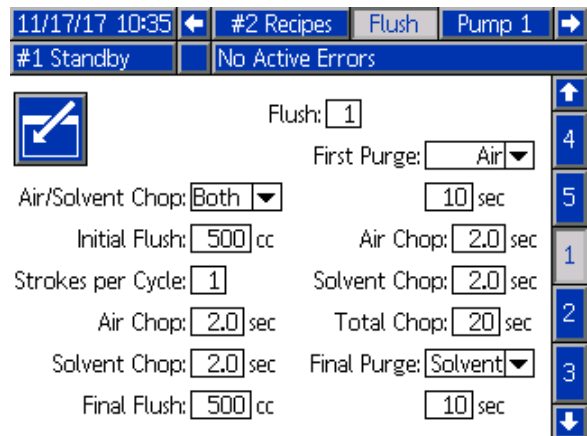 11/17/17 10:35 #2 Recipes Flush Pump 1
#1 Standby No Active Errors
Flush: 1
First Purge: Air
Air/Solvent Chop: Both 10 sec
Initial Flush: 500 cc Air Chop: 2.0 sec
Strokes per Cycle: 1 Solvent Chop: 2.0 sec
Air Chop: 2.0 sec Total Chop: 20 sec
Solvent Chop: 2.0 sec Final Purge: Solvent
Final Flush: 500 cc 10 sec
4
5
1
2
3